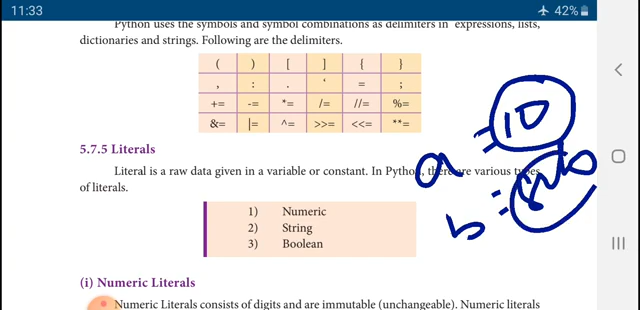 11:33 42%
Python uses the symbols and symbol combinations as delimiters in expressions, lists,
dictionaries and strings. Following are the delimiters.
( ) [ ] { }
, : . ‘ = ;
+= -= *= /= //= %=
&= |= ^= >>= <<= **=
5.7.5 Literals
Literal is a raw data given in a variable or constant. In Python, there are various types
of literals.
a = 10
b =
1) Numeric
2) String
3) Boolean
(i) Numeric Literals
Numeric Literals consists of digits and are immutable (unchangeable). Numeric literals